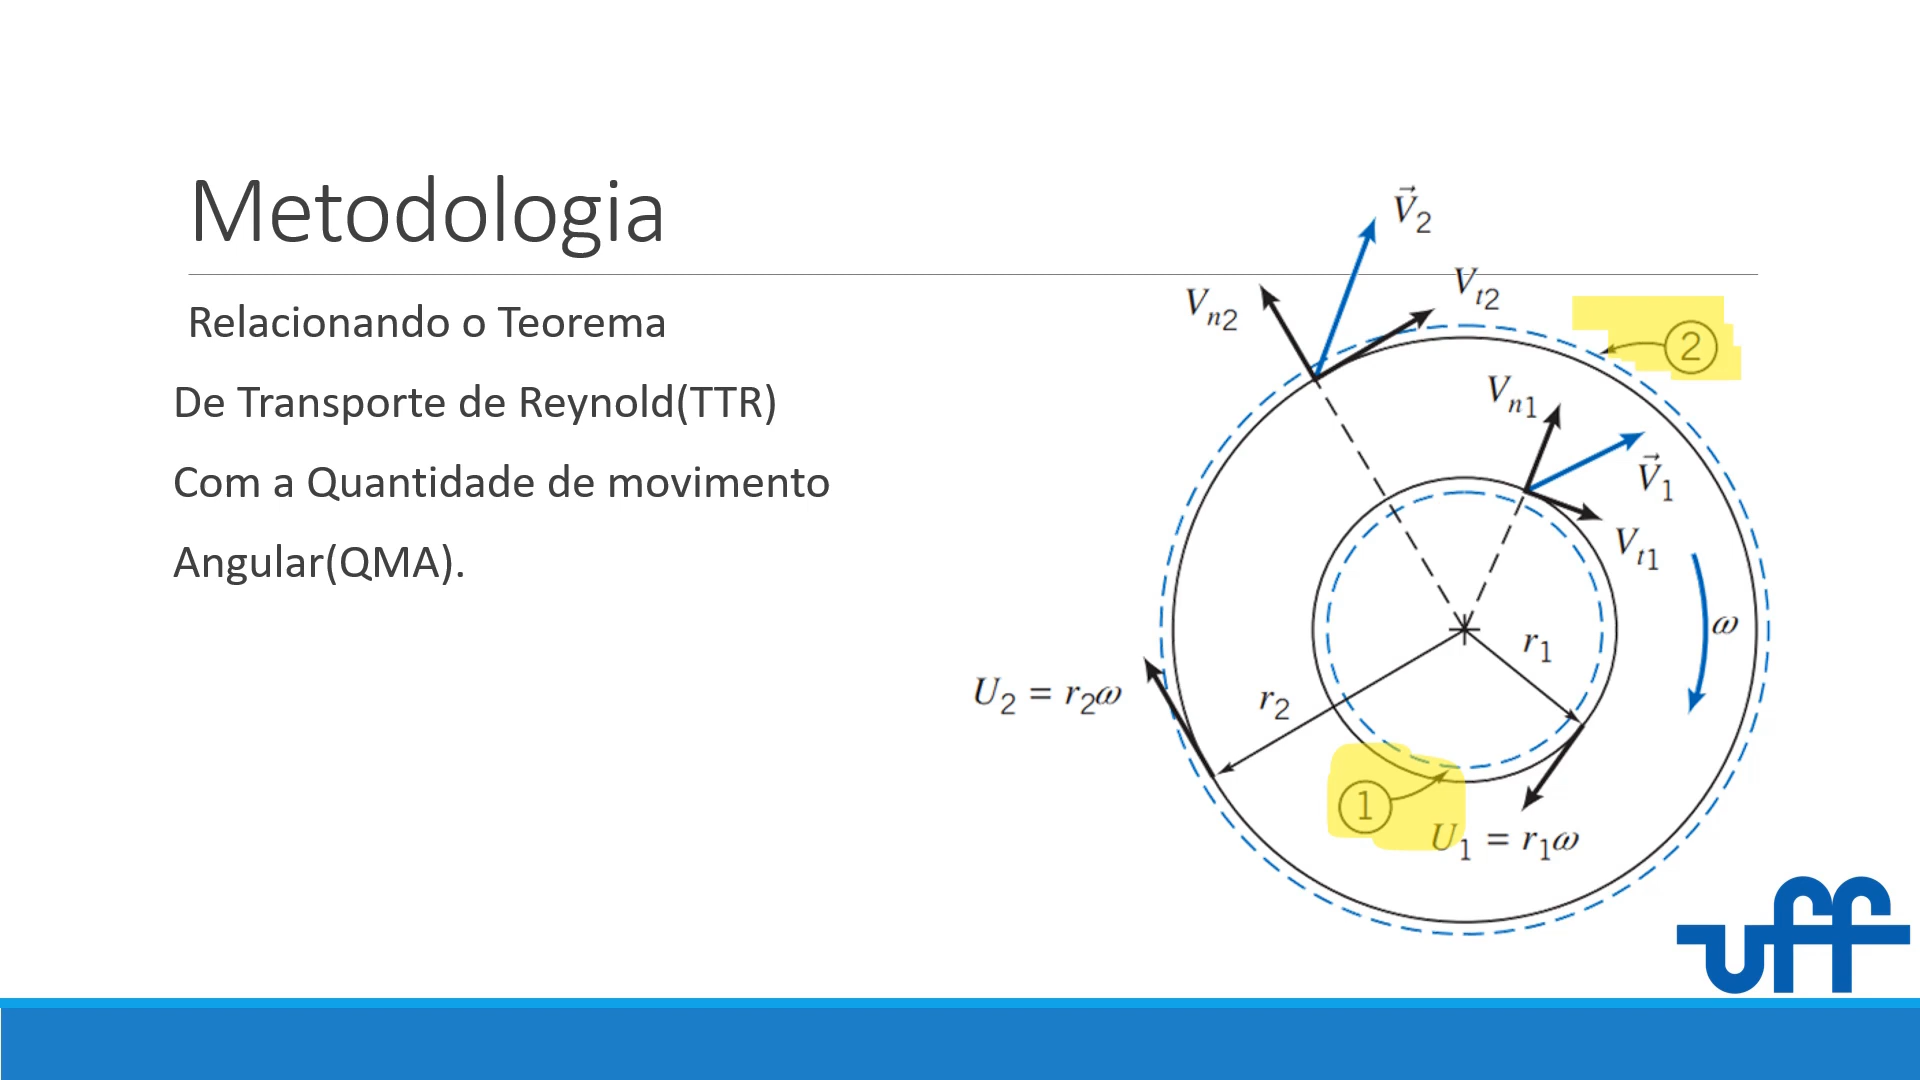 Metodologia
Relacionando o Teorema
De Transporte de Reynold(TTR)
Com a Quantidade de movimento
Angular(QMA).
V⃗2
Vt2
Vn2
2
Vn1
V⃗1
Vt1
ω
r1
r2
U2 = r2ω
1
U1 = r1ω
uff